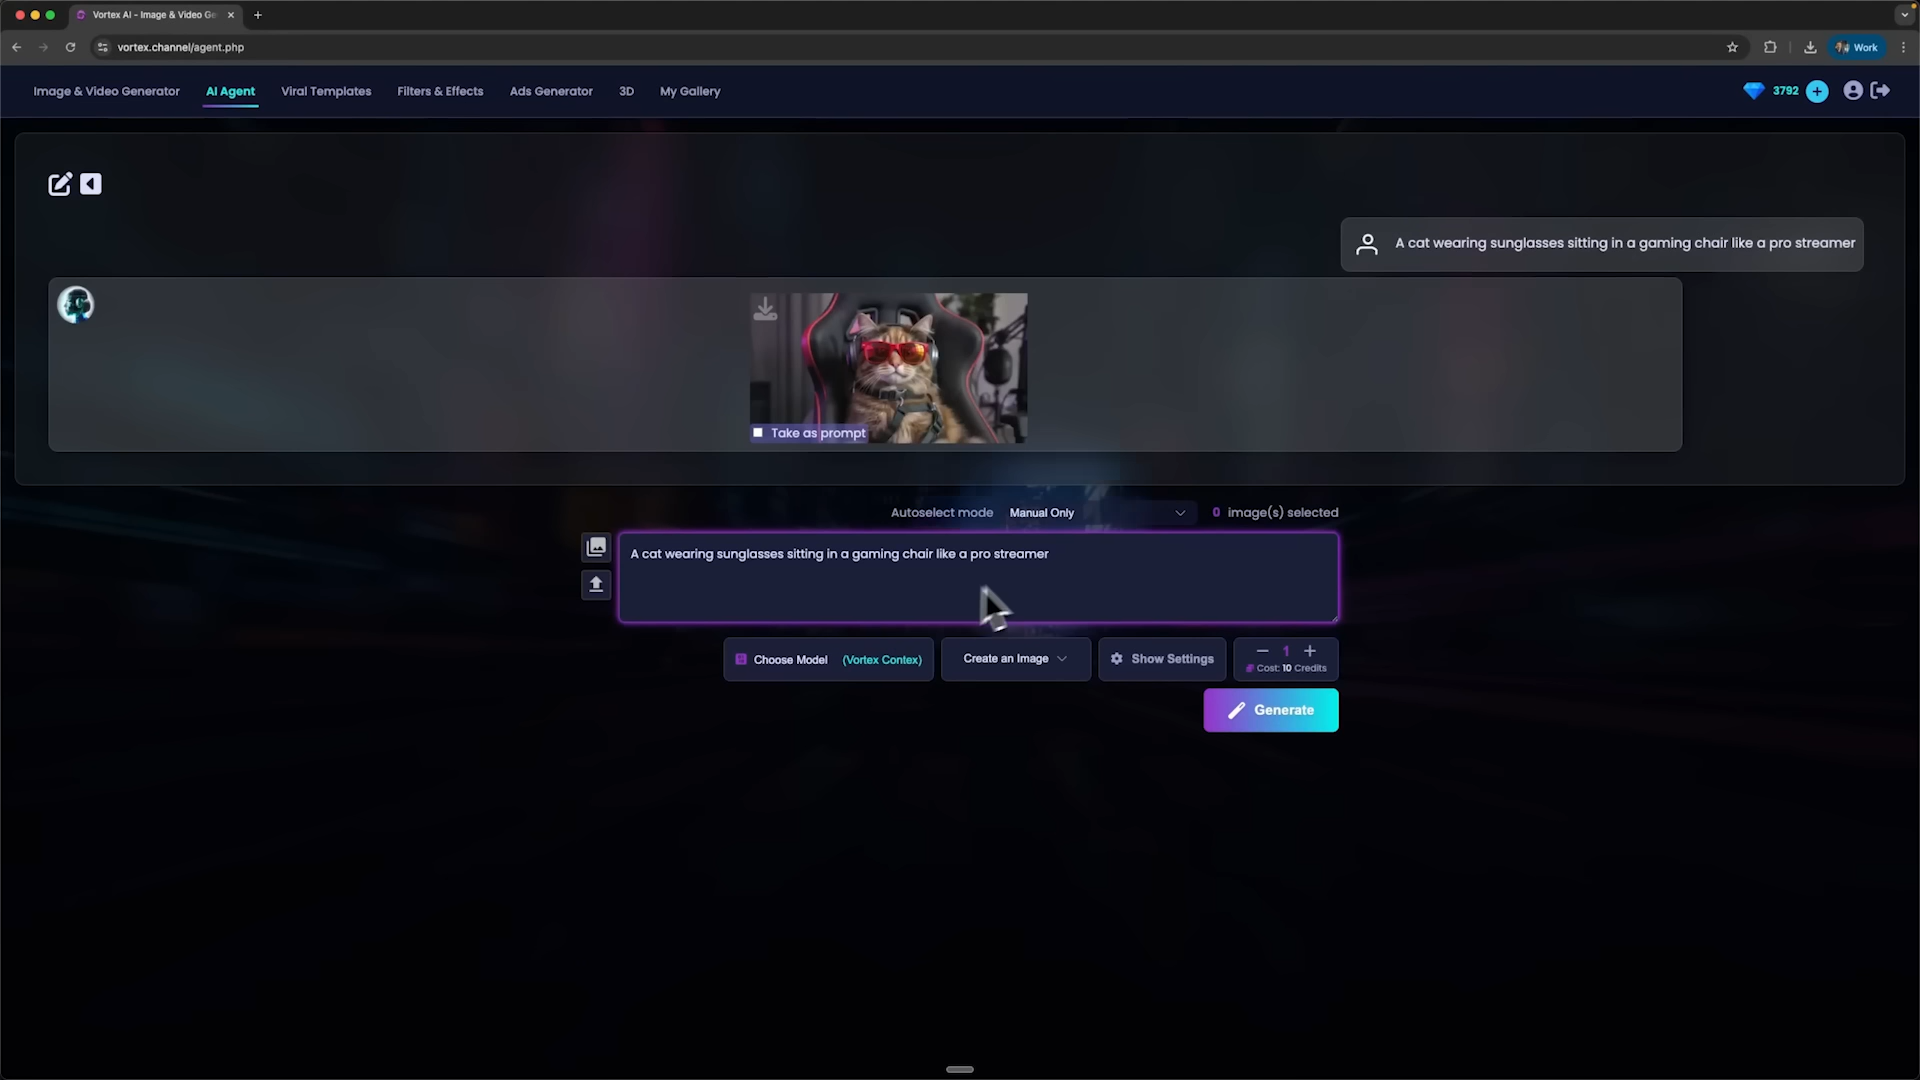 Vortex AI - Image & Video Ge
vortex.channel/agent.php
Work
Image & Video Generator
AI Agent
Viral Templates
Filters & Effects
Ads Generator
3D
My Gallery
3792
A cat wearing sunglasses sitting in a gaming chair like a pro streamer
Take as prompt
Autoselect mode
Manual Only
0 image(s) selected
A cat wearing sunglasses sitting in a gaming chair like a pro streamer
Choose Model (Vortex Contex)
Create an Image
Show Settings
1
Cost: 10 Credits
Generate